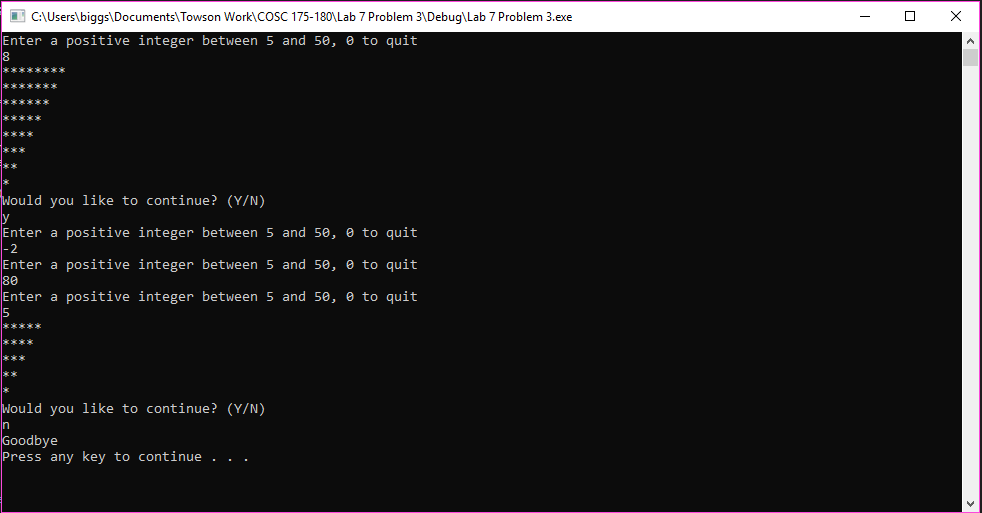 C:\Users\biggs\Documents\Towson Work\COSC 175-180\Lab 7 Problem 3\Debug\Lab 7 Problem 3.exe
Enter a positive integer between 5 and 50, 0 to quit
8
********
*******
******
*****
****
***
**
*
Would you like to continue? (Y/N)
y
Enter a positive integer between 5 and 50, 0 to quit
-2
Enter a positive integer between 5 and 50, 0 to quit
80
Enter a positive integer between 5 and 50, 0 to quit
5
*****
****
***
**
*
Would you like to continue? (Y/N)
n
Goodbye
Press any key to continue . . .